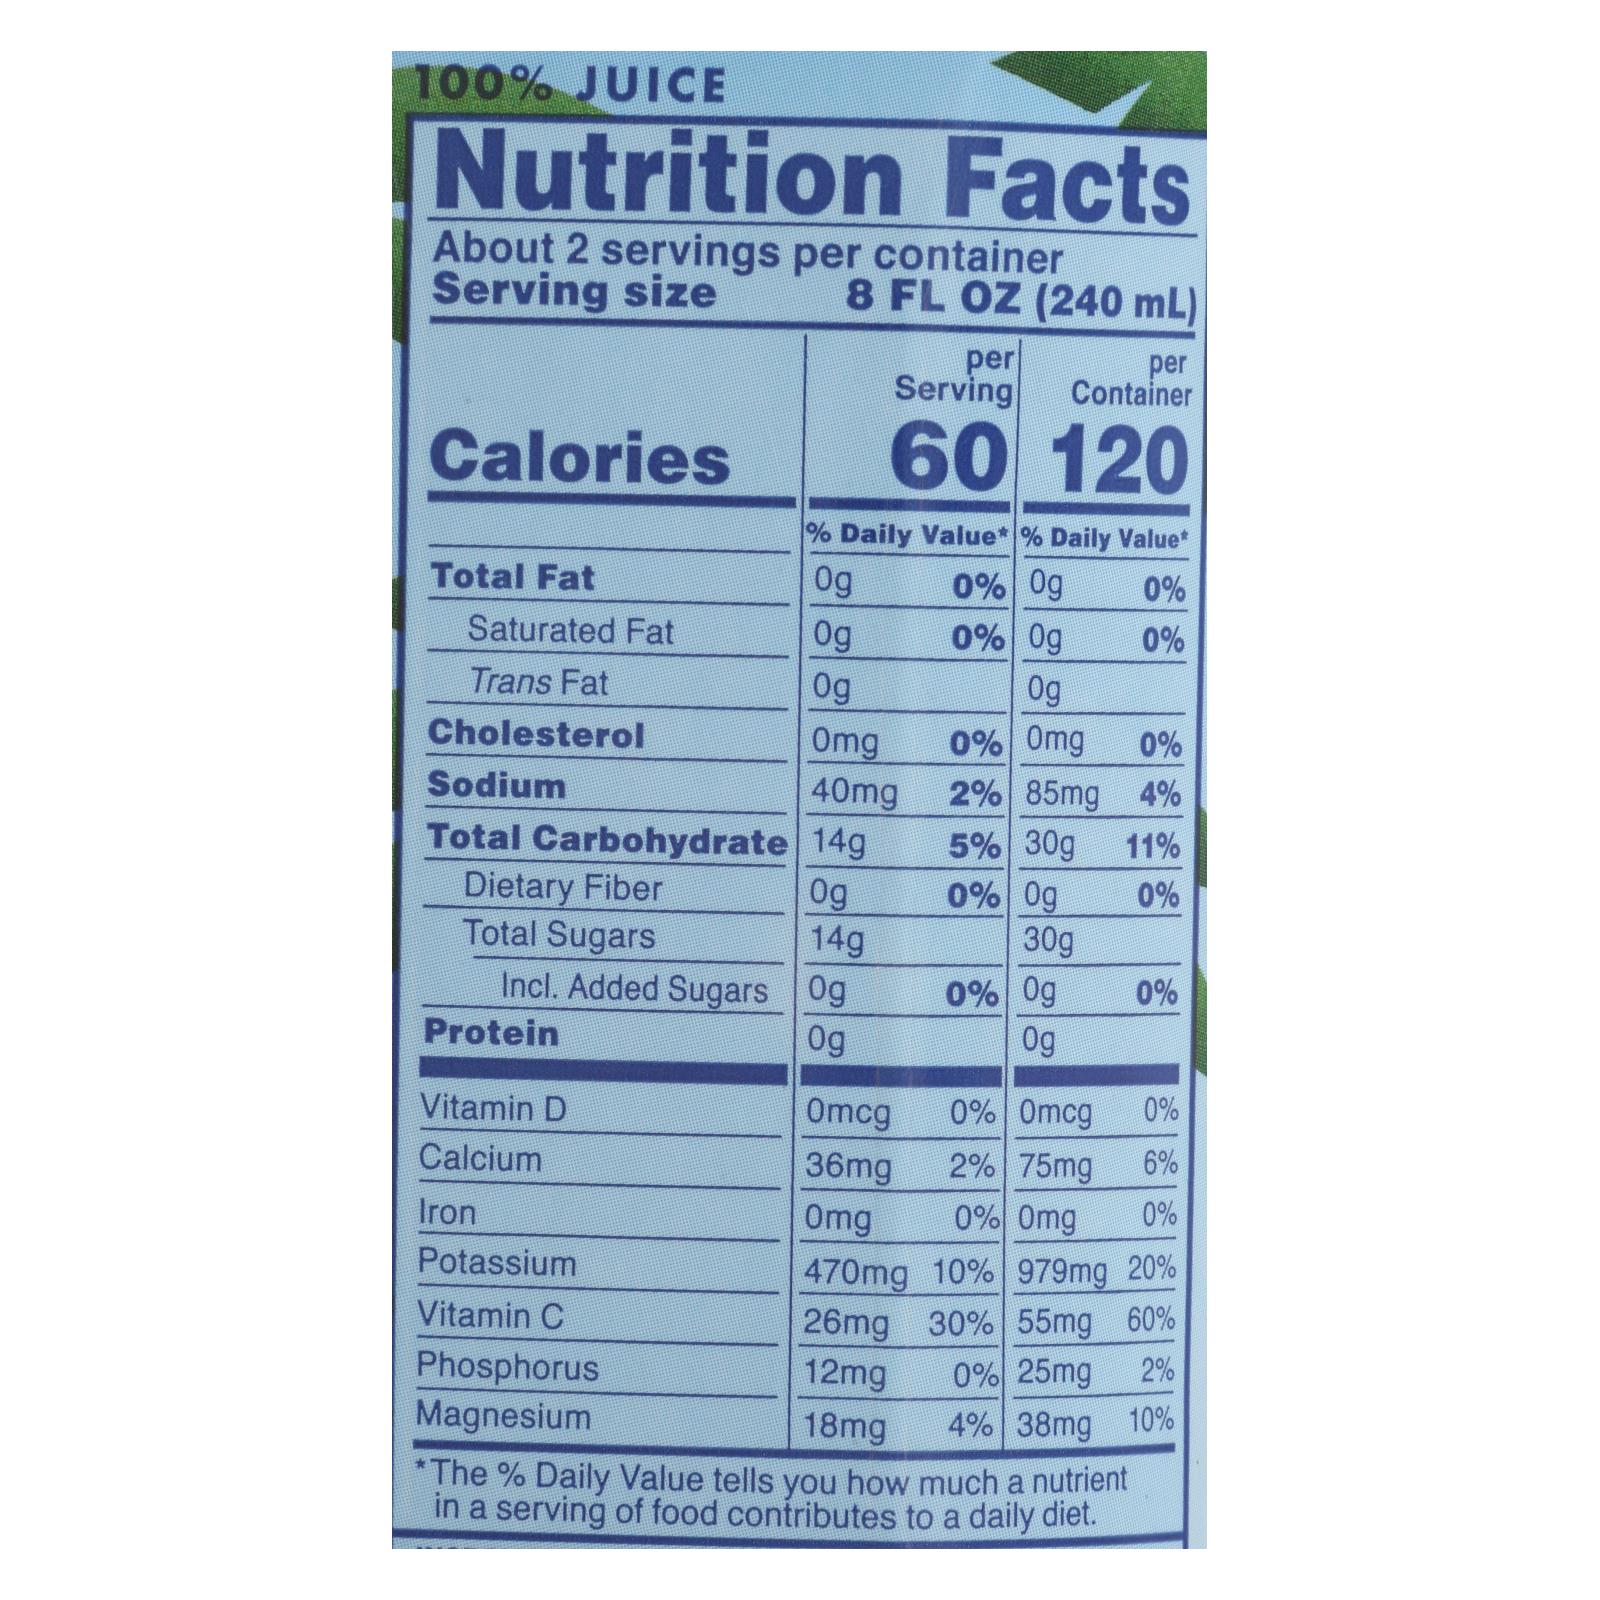 100% JUICE
Nutrition Facts
About 2 servings per container
Serving size 8 FL OZ (240 mL)
per Serving per Container
Calories 60 120
% Daily Value* % Daily Value*
Total Fat 0g 0% 0g 0%
Saturated Fat 0g 0% 0g 0%
Trans Fat 0g 0g
Cholesterol 0mg 0% 0mg 0%
Sodium 40mg 2% 85mg 4%
Total Carbohydrate 14g 5% 30g 11%
Dietary Fiber 0g 0% 0g 0%
Total Sugars 14g 30g
Incl. Added Sugars 0g 0% 0g 0%
Protein 0g 0g
Vitamin D 0mcg 0% 0mcg 0%
Calcium 36mg 2% 75mg 6%
Iron 0mg 0% 0mg 0%
Potassium 470mg 10% 979mg 20%
Vitamin C 26mg 30% 55mg 60%
Phosphorus 12mg 0% 25mg 2%
Magnesium 18mg 4% 38mg 10%
*The % Daily Value tells you how much a nutrient
in a serving of food contributes to a daily diet.